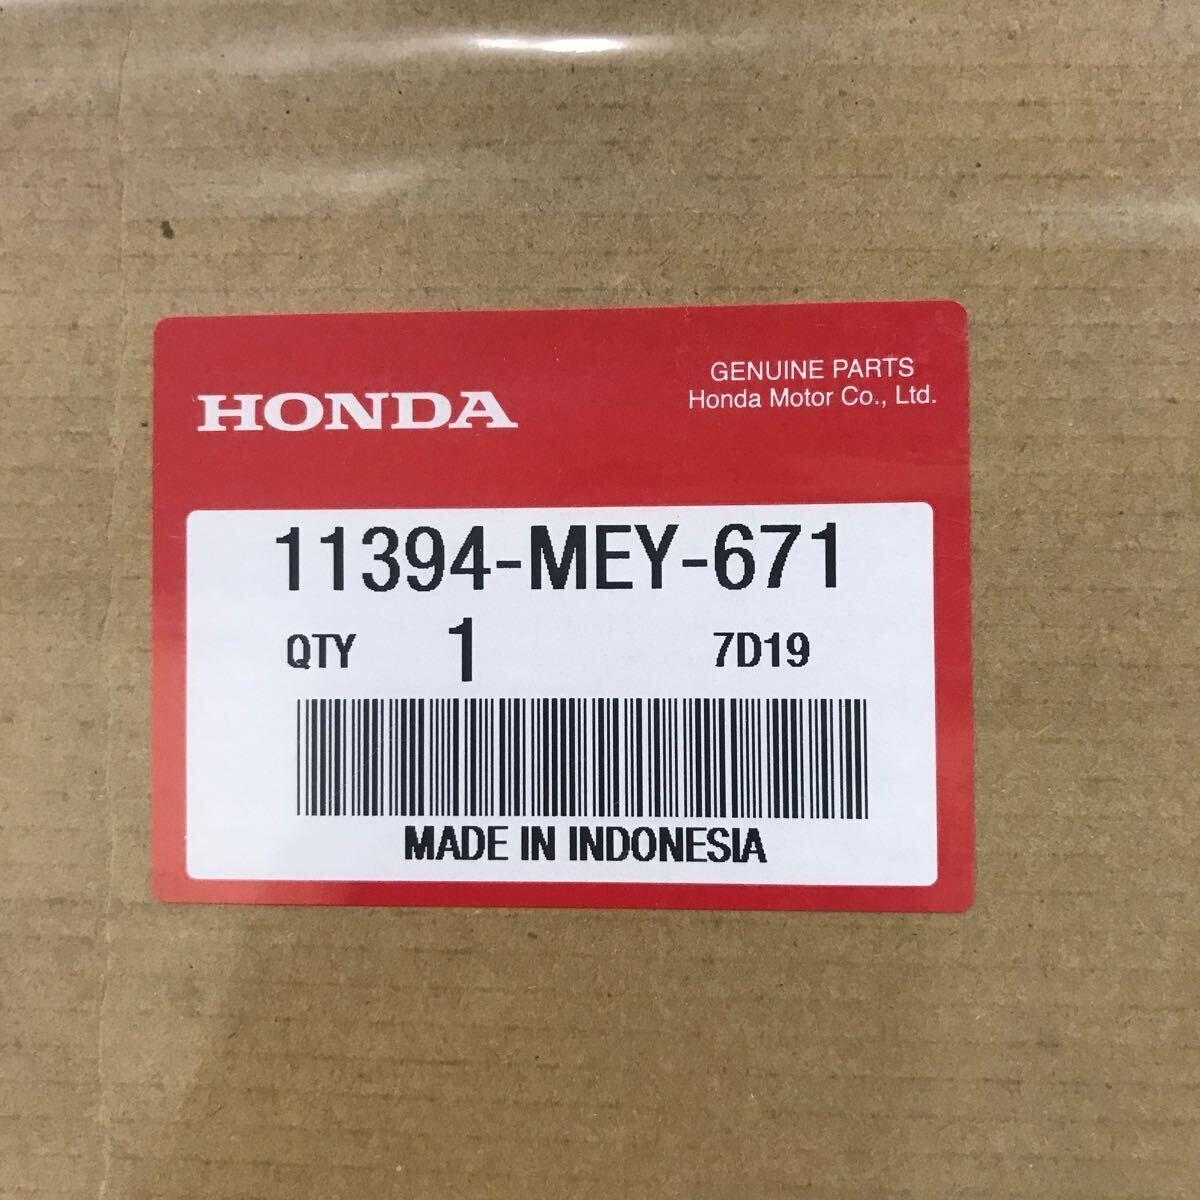 HONDA
GENUINE PARTS
Honda Motor Co., Ltd.
11394-MEY-671
QTY 1 7D19
MADE IN INDONESIA